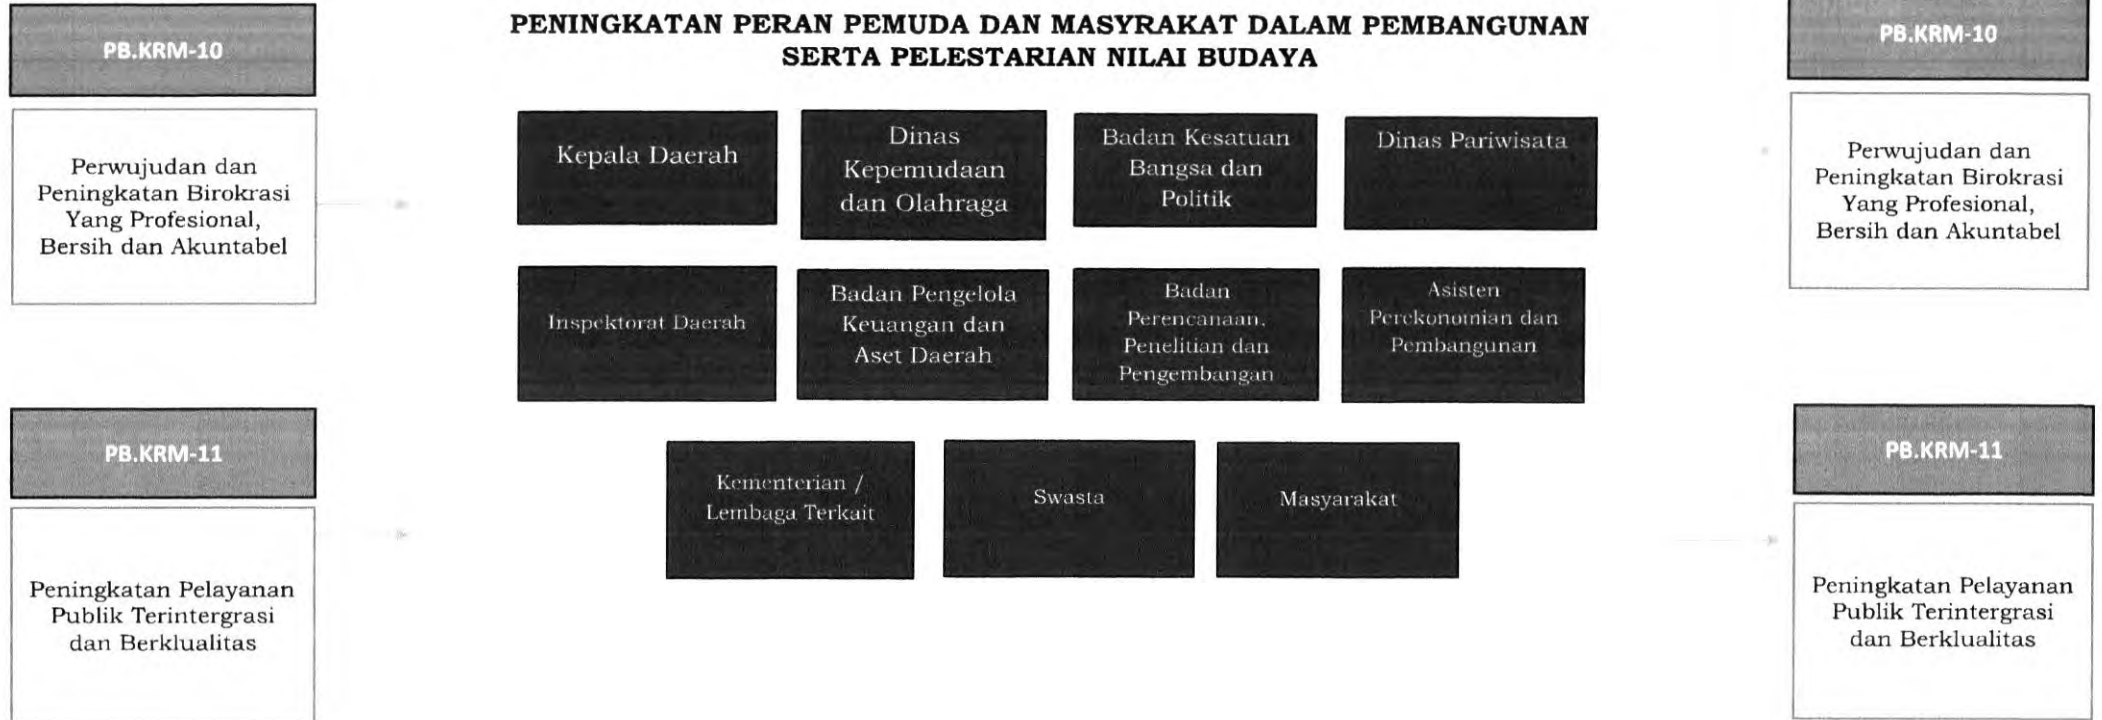 PB.KRM-10
Perwujudan dan
Peningkatan Birokrasi
Yang Profesional,
Bersih dan Akuntabel
PB.KRM-11
Peningkatan Pelayanan
Publik Terintergrasi
dan Berklualitas
PENINGKATAN PERAN PEMUDA DAN MASYRAKAT DALAM PEMBANGUNAN
SERTA PELESTARIAN NILAI BUDAYA
Kepala Daerah
Dinas
Kepemudaan
dan Olahraga
Badan Kesatuan
Bangsa dan
Politik
Dinas Pariwisata
Inspektorat Daerah
Badan Pengelola
Keuangan dan
Aset Daerah
Badan
Perencanaan,
Penelitian dan
Pengembangan
Asisten
Perekonomian dan
Pembangunan
Kementerian /
Lembaga Terkait
Swasta
Masyarakat
PB.KRM-10
Perwujudan dan
Peningkatan Birokrasi
Yang Profesional,
Bersih dan Akuntabel
PB.KRM-11
Peningkatan Pelayanan
Publik Terintergrasi
dan Berklualitas